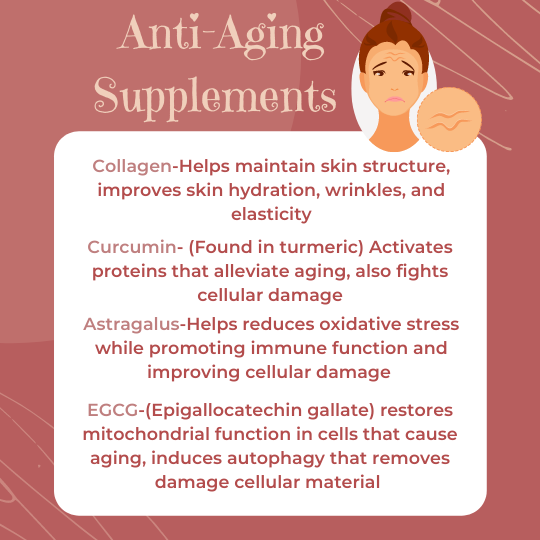 Anti-Aging
Supplements
Collagen-Helps maintain skin structure,
improves skin hydration, wrinkles, and
elasticity
Curcumin- (Found in turmeric) Activates
proteins that alleviate aging, also fights
cellular damage
Astragalus-Helps reduces oxidative stress
while promoting immune function and
improving cellular damage
EGCG-(Epigallocatechin gallate) restores
mitochondrial function in cells that cause
aging, induces autophagy that removes
damage cellular material